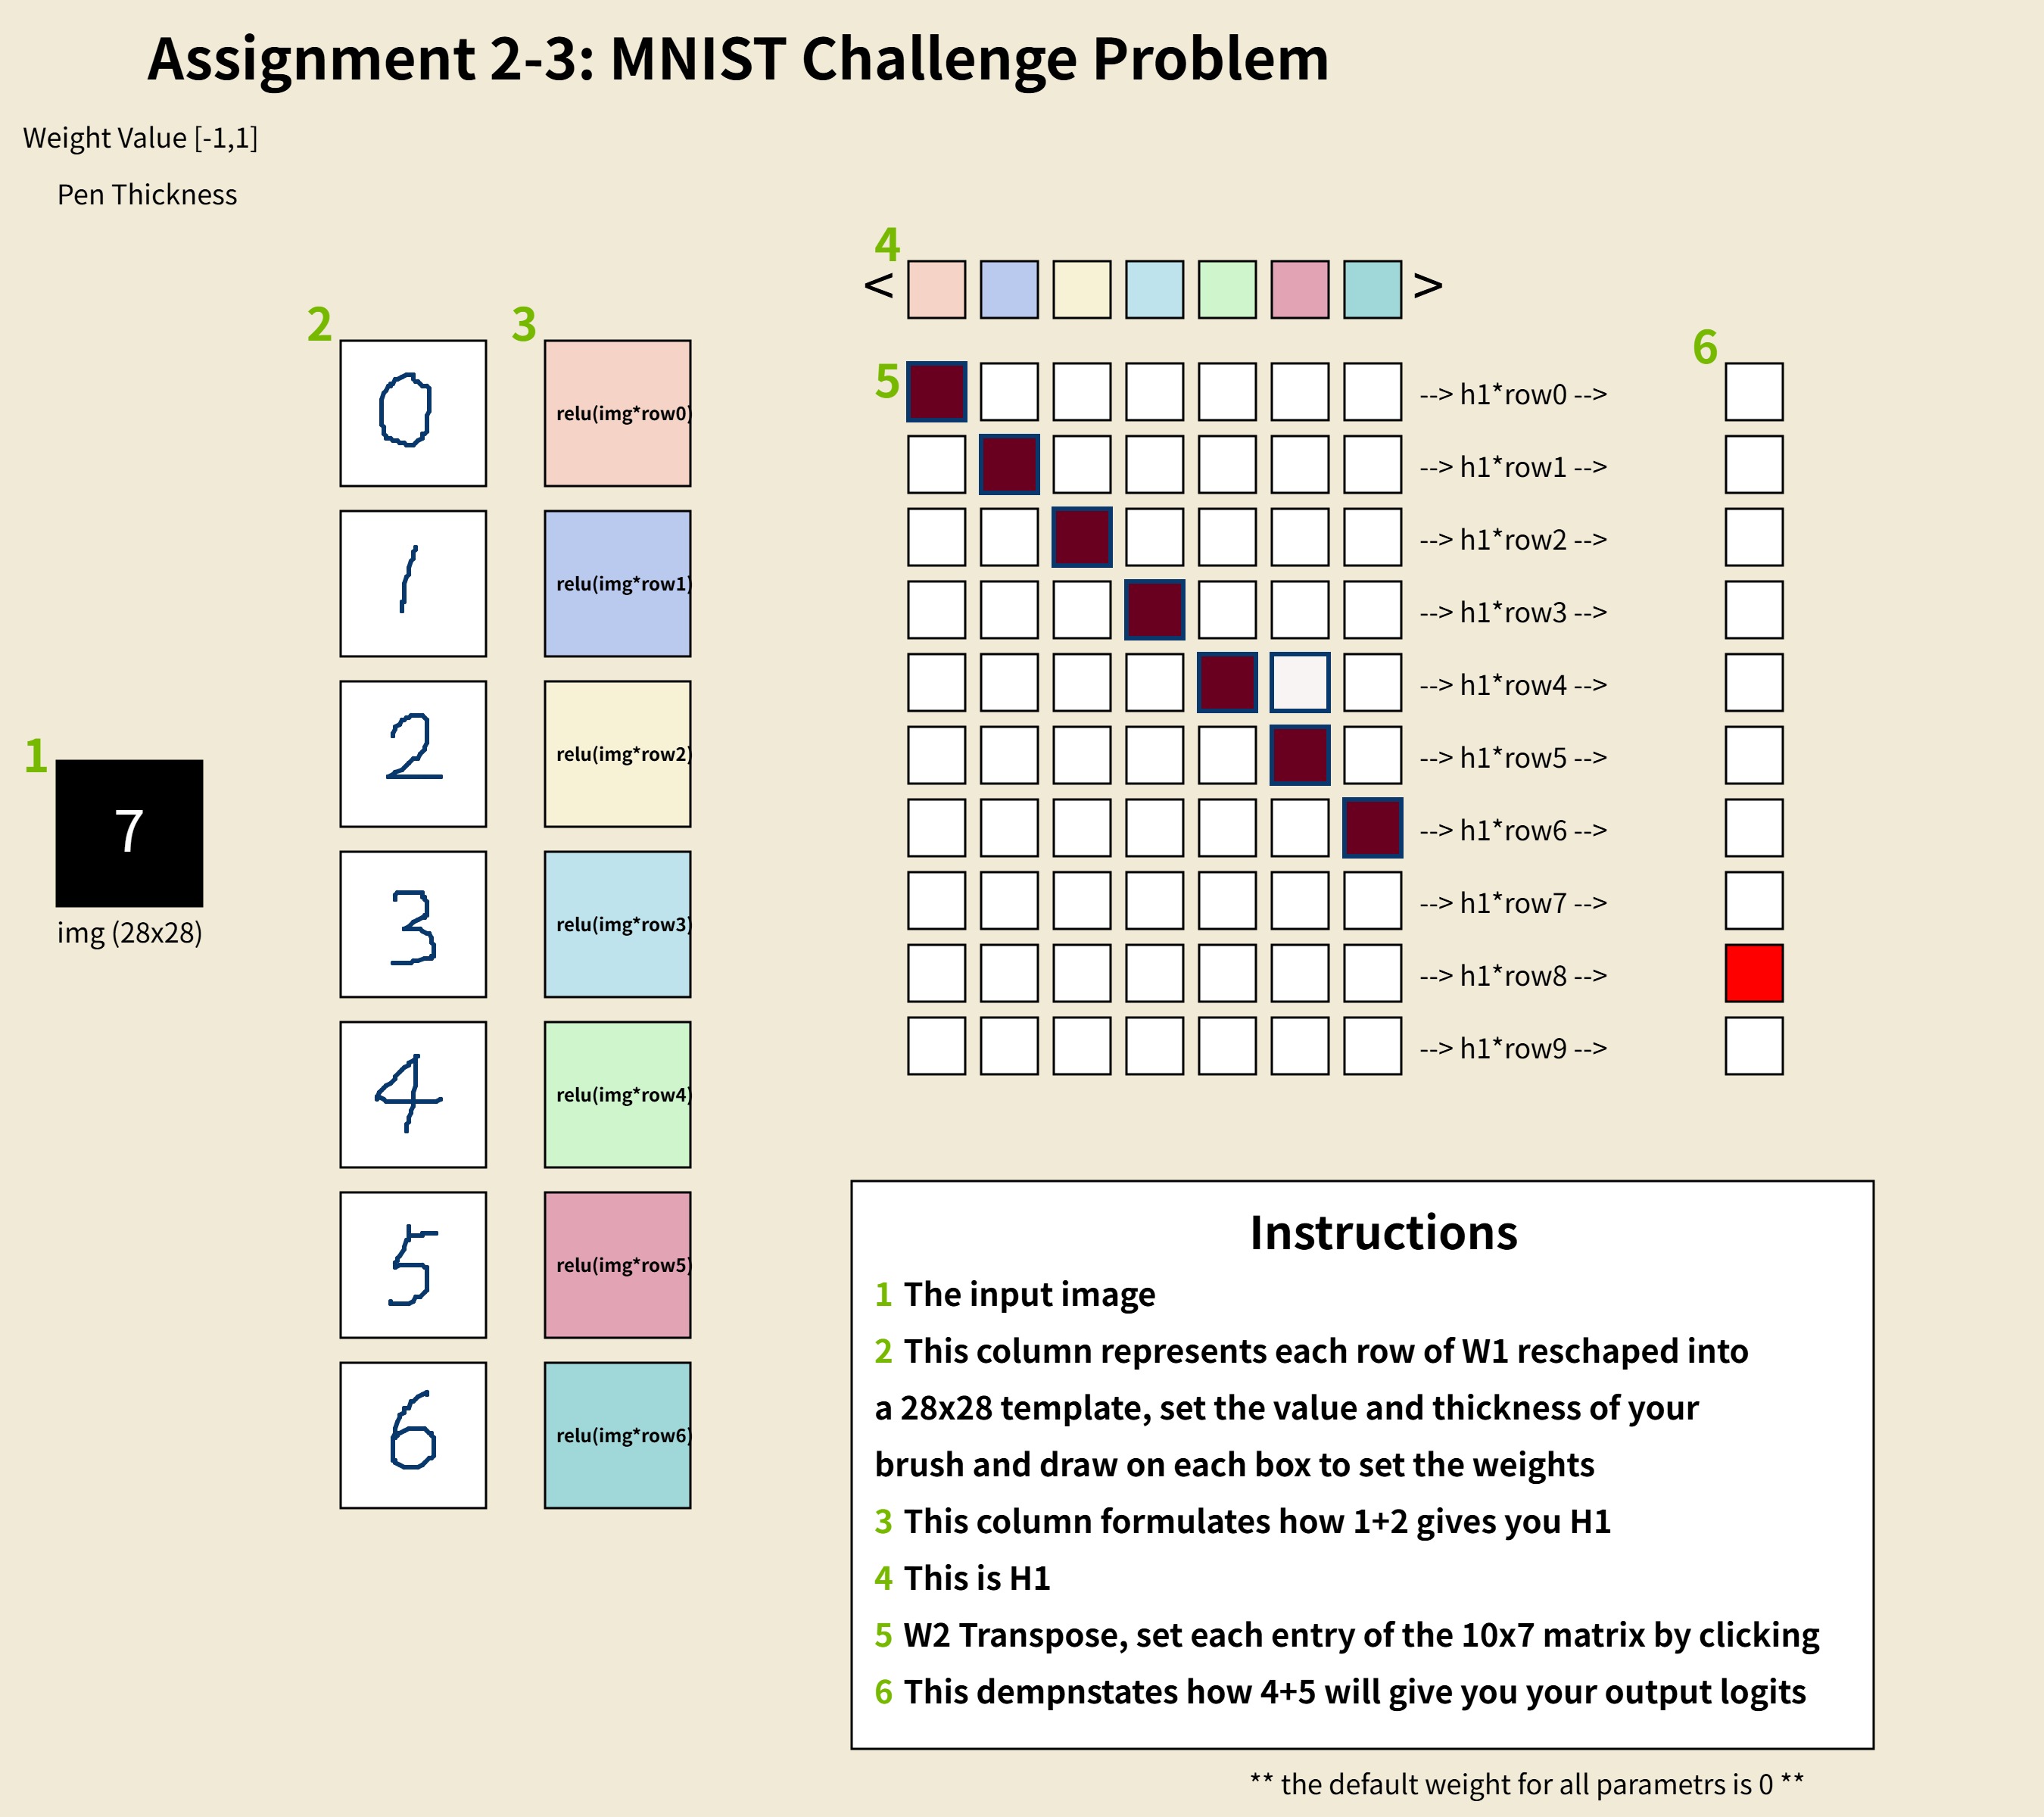 Assignment 2-3: MNIST Challenge Problem
Weight Value [-1,1]
Pen Thickness
4
< >
2
3
0
relu(img*row0)
1
relu(img*row1)
2
relu(img*row2)
3
relu(img*row3)
4
relu(img*row4)
5
relu(img*row5)
6
relu(img*row6)
1
7
img (28x28)
5
6
--> h1*row0 -->
--> h1*row1 -->
--> h1*row2 -->
--> h1*row3 -->
--> h1*row4 -->
--> h1*row5 -->
--> h1*row6 -->
--> h1*row7 -->
--> h1*row8 -->
--> h1*row9 -->
Instructions
1 The input image
2 This column represents each row of W1 reschaped into
a 28x28 template, set the value and thickness of your
brush and draw on each box to set the weights
3 This column formulates how 1+2 gives you H1
4 This is H1
5 W2 Transpose, set each entry of the 10x7 matrix by clicking
6 This dempnstates how 4+5 will give you your output logits
** the default weight for all parametrs is 0 **